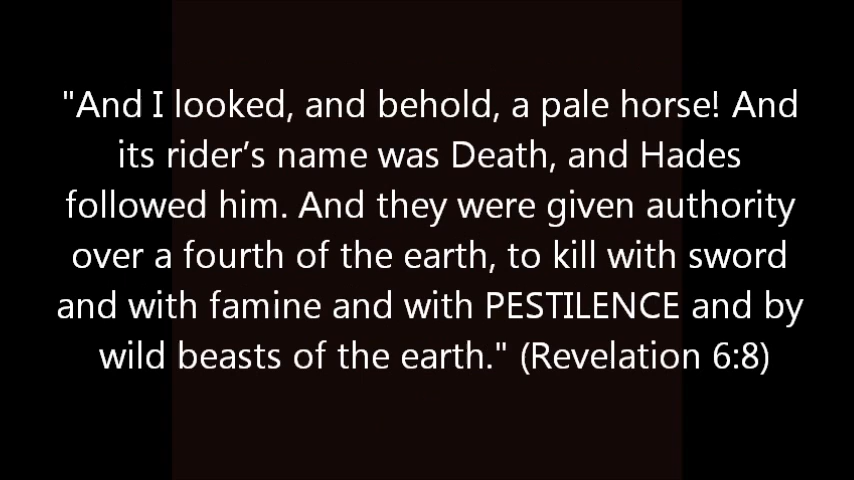 "And I looked, and behold, a pale horse! And
its rider’s name was Death, and Hades
followed him. And they were given authority
over a fourth of the earth, to kill with sword
and with famine and with PESTILENCE and by
wild beasts of the earth." (Revelation 6:8)